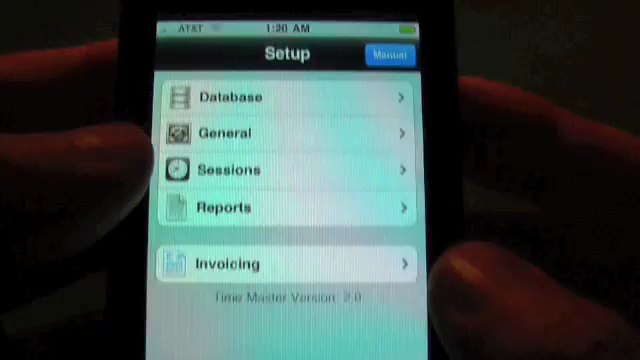 AT&T 1:20 AM
Setup Manual
Database
General
Sessions
Reports
Invoicing
Time Master Version: 2.0